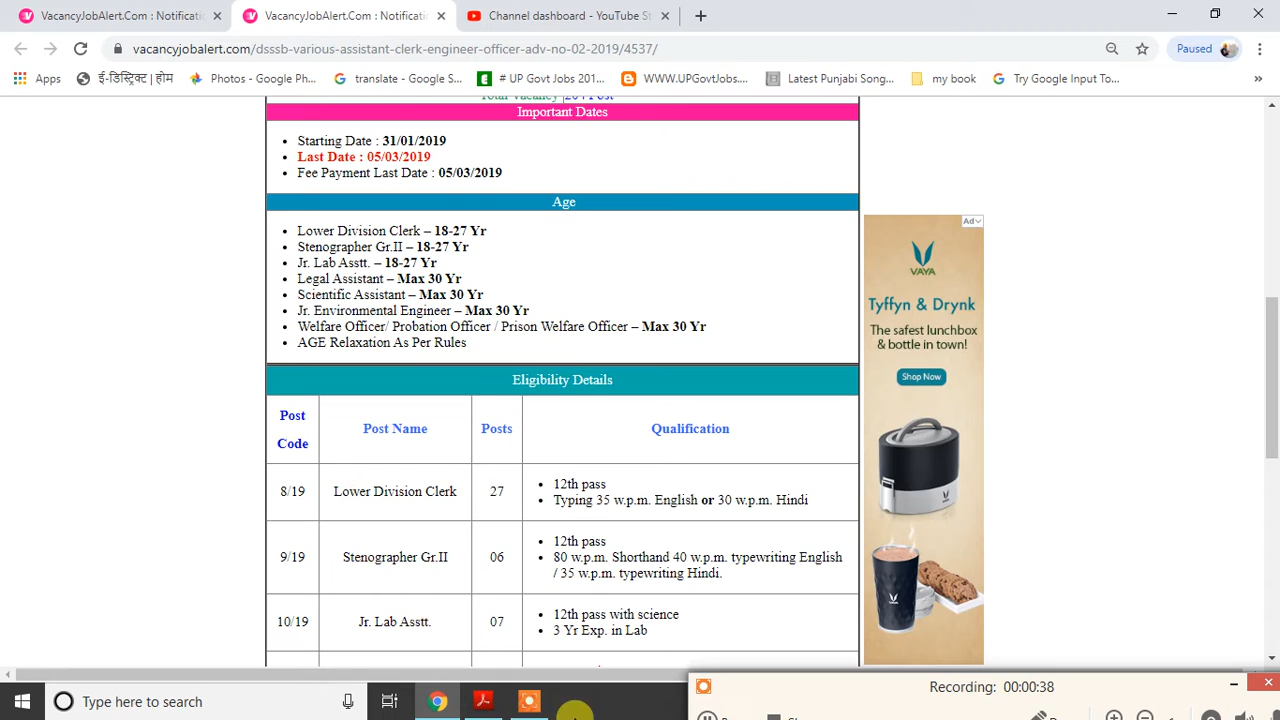 VacancyJobAlert.Com : Notificatio
VacancyJobAlert.Com : Notificatio
Channel dashboard - YouTube St
vacancyjobalert.com/dsssb-various-assistant-clerk-engineer-officer-adv-no-02-2019/4537/
Paused
Apps
ई-डिस्ट्रिक्ट | होम
Photos - Google Ph...
translate - Google S...
# UP Govt Jobs 201...
WWW.UPGovtJobs....
Latest Punjabi Song...
my book
Try Google Input To...
»
Total Vacancy 204 Post
Important Dates
Starting Date : 31/01/2019
Last Date : 05/03/2019
Fee Payment Last Date : 05/03/2019
Age
Lower Division Clerk – 18-27 Yr
Stenographer Gr.II – 18-27 Yr
Jr. Lab Asstt. – 18-27 Yr
Legal Assistant – Max 30 Yr
Scientific Assistant – Max 30 Yr
Jr. Environmental Engineer – Max 30 Yr
Welfare Officer/ Probation Officer / Prison Welfare Officer – Max 30 Yr
AGE Relaxation As Per Rules
Eligibility Details
Post Code
Post Name
Posts
Qualification
8/19
Lower Division Clerk
27
12th pass
Typing 35 w.p.m. English or 30 w.p.m. Hindi
9/19
Stenographer Gr.II
06
12th pass
80 w.p.m. Shorthand 40 w.p.m. typewriting English
/ 35 w.p.m. typewriting Hindi.
10/19
Jr. Lab Asstt.
07
12th pass with science
3 Yr Exp. in Lab
Ad
VAYA
Tyffyn & Drynk
The safest lunchbox
& bottle in town!
Shop Now
VAYA
Type here to search
Recording: 00:00:38